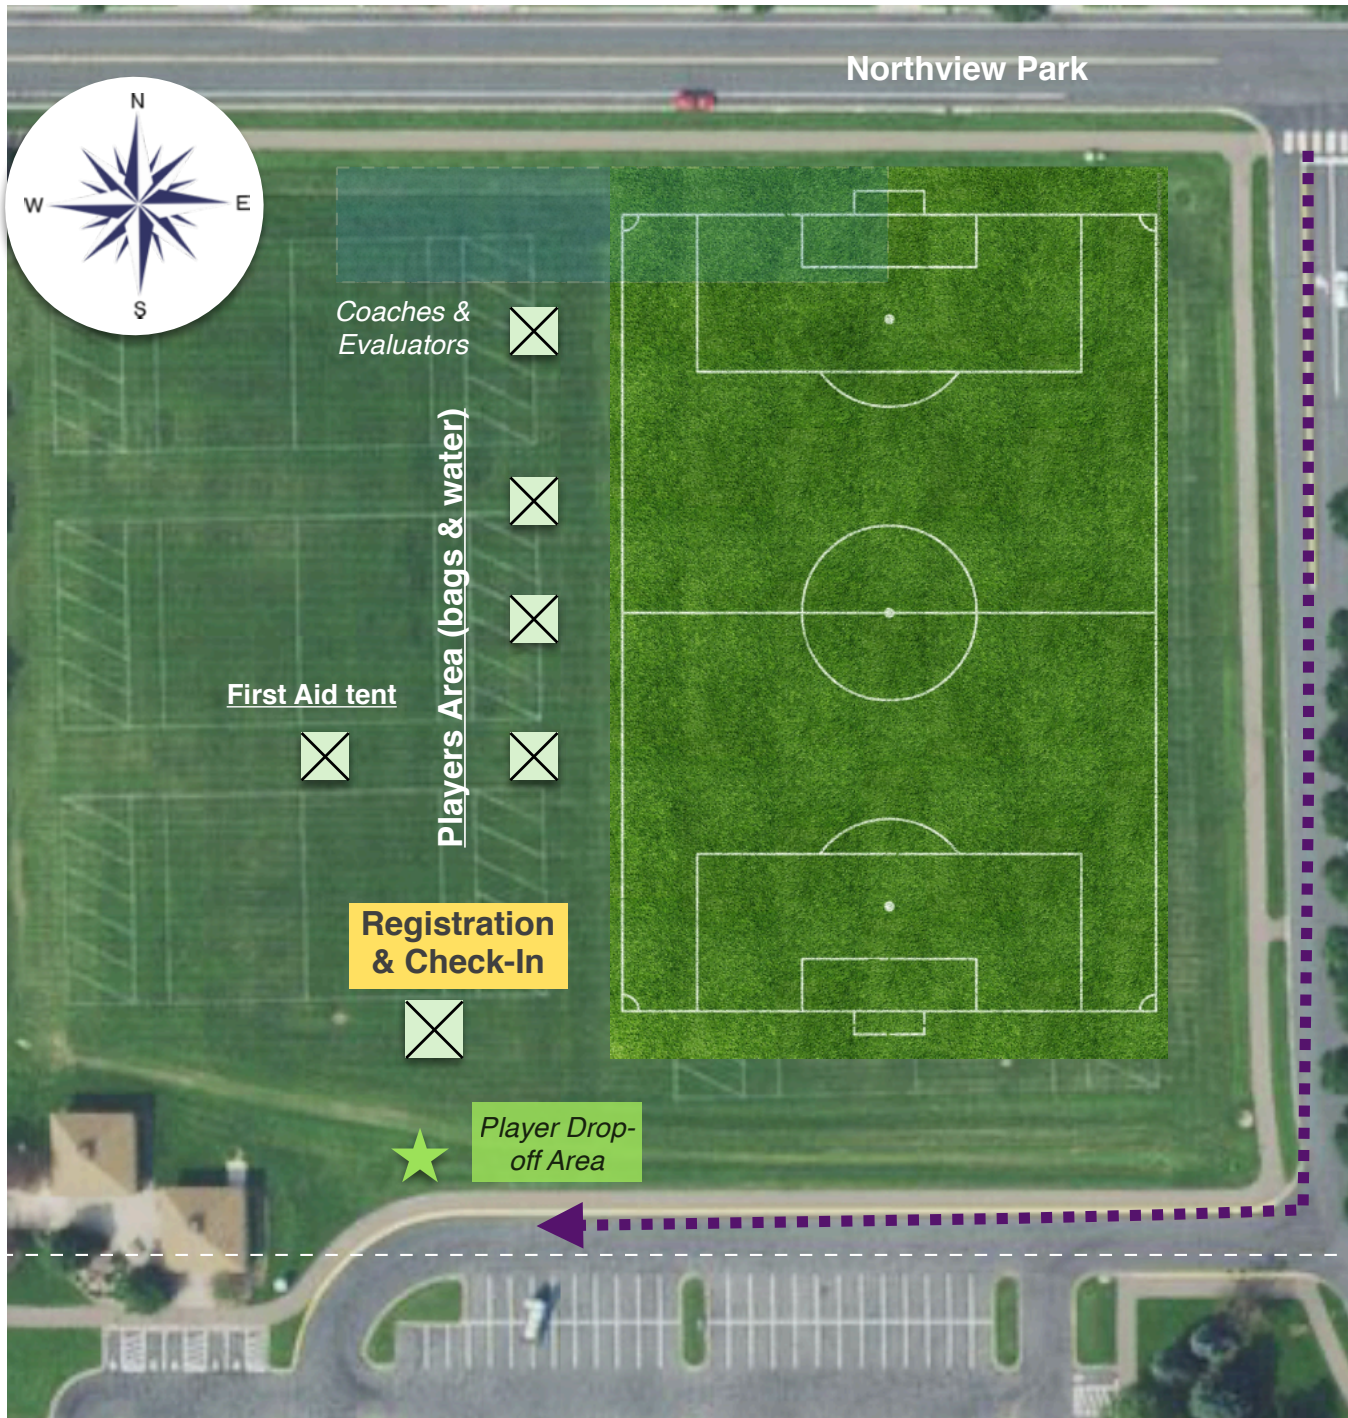 Northview Park
N
W
E
S
Coaches &
Evaluators
Players Area (bags & water)
First Aid tent
Registration
& Check-In
Player Drop-
off Area